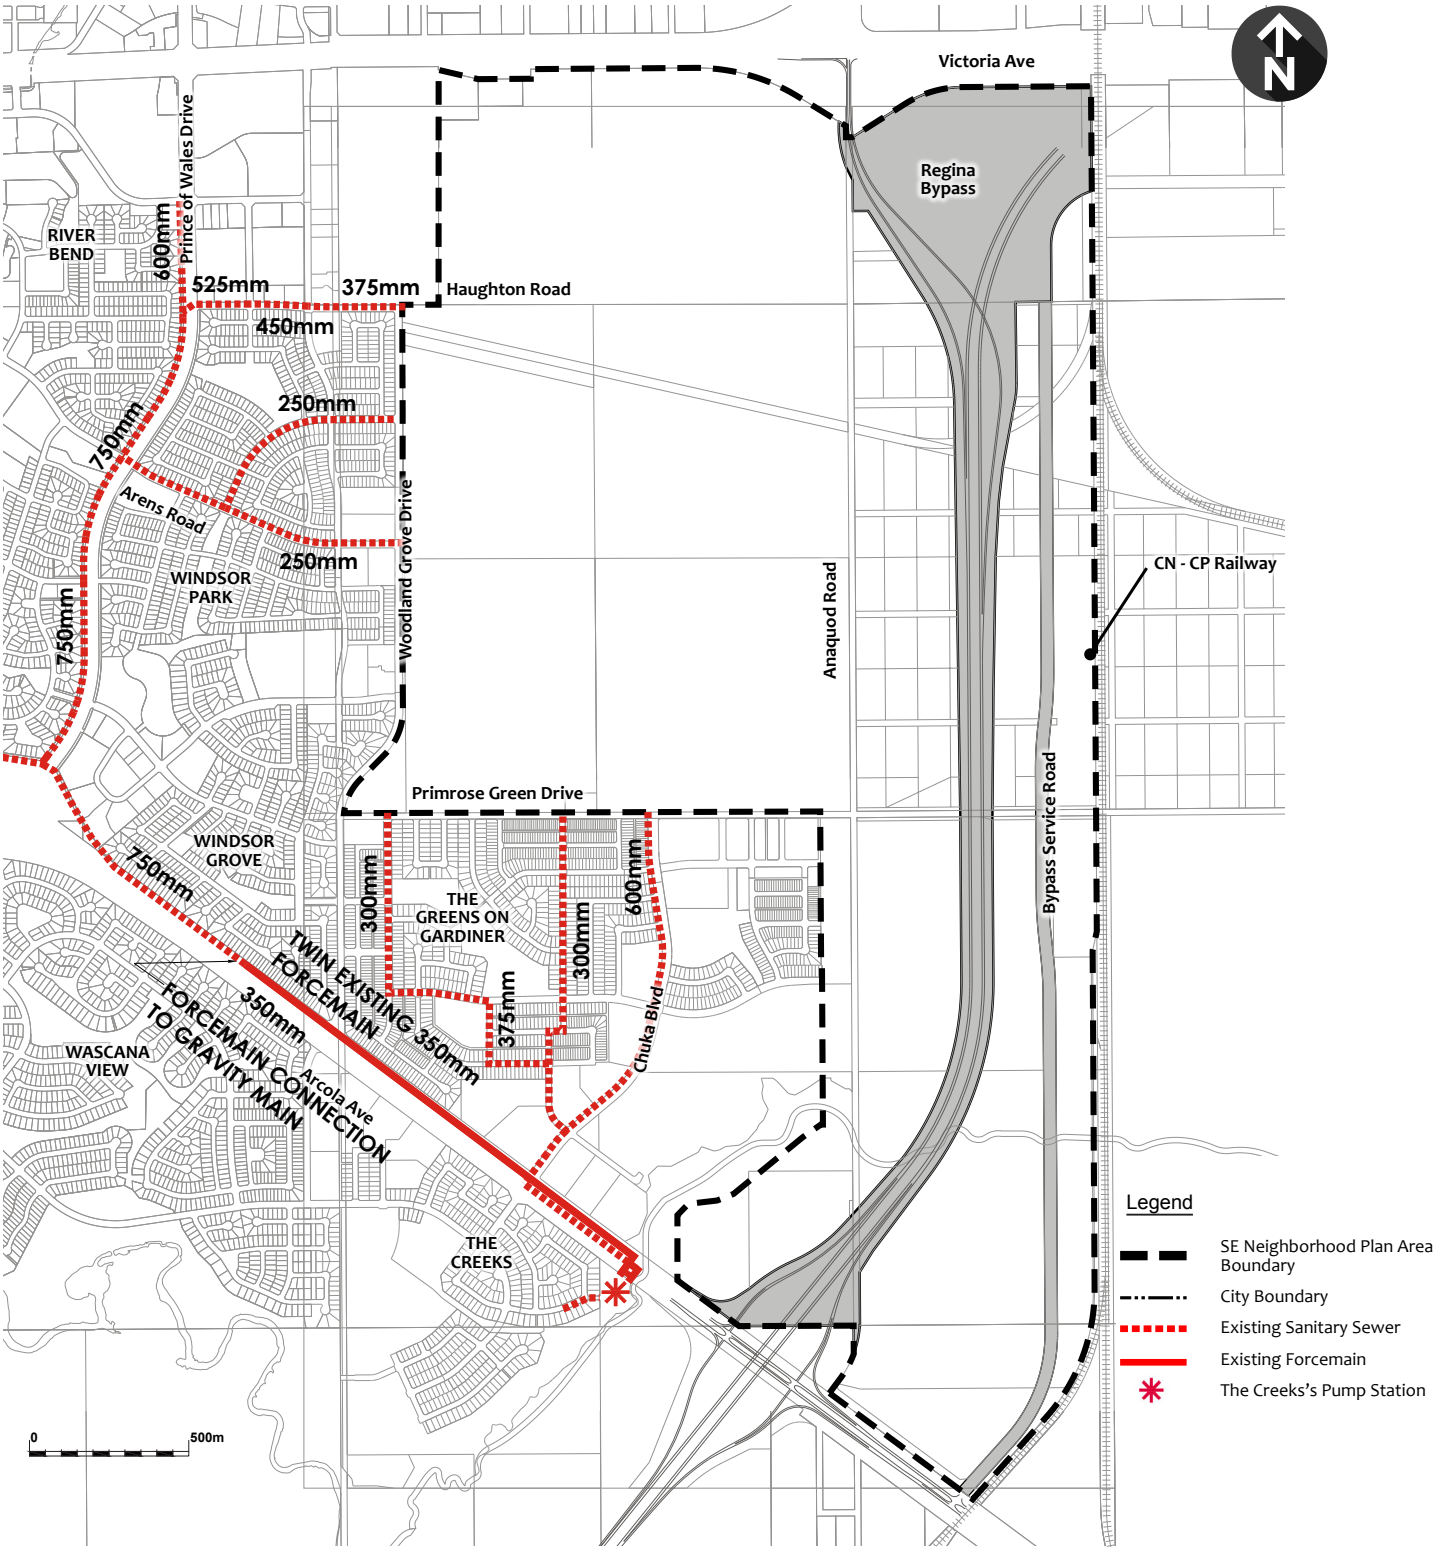 Victoria Ave
N
Prince of Wales Drive
Regina
Bypass
RIVER
BEND
600mm
525mm
375mm
Haughton Road
450mm
250mm
750mm
Arens Road
Woodland Grove Drive
250mm
WINDSOR
PARK
750mm
Anaquod Road
CN - CP Railway
Primrose Green Drive
Bypass Service Road
WINDSOR
GROVE
750mm
300mm
600mm
THE
GREENS ON
GARDINER
300mm
TWIN EXISTING 350mm
FORCEMAIN
375mm
350mm
FORCEMAIN CONNECTION
TO GRAVITY MAIN
Chuka Blvd
WASCANA
VIEW
Arcola Ave
THE
CREEKS
Legend
SE Neighborhood Plan Area
Boundary
City Boundary
Existing Sanitary Sewer
Existing Forcemain
The Creeks's Pump Station
0
500m